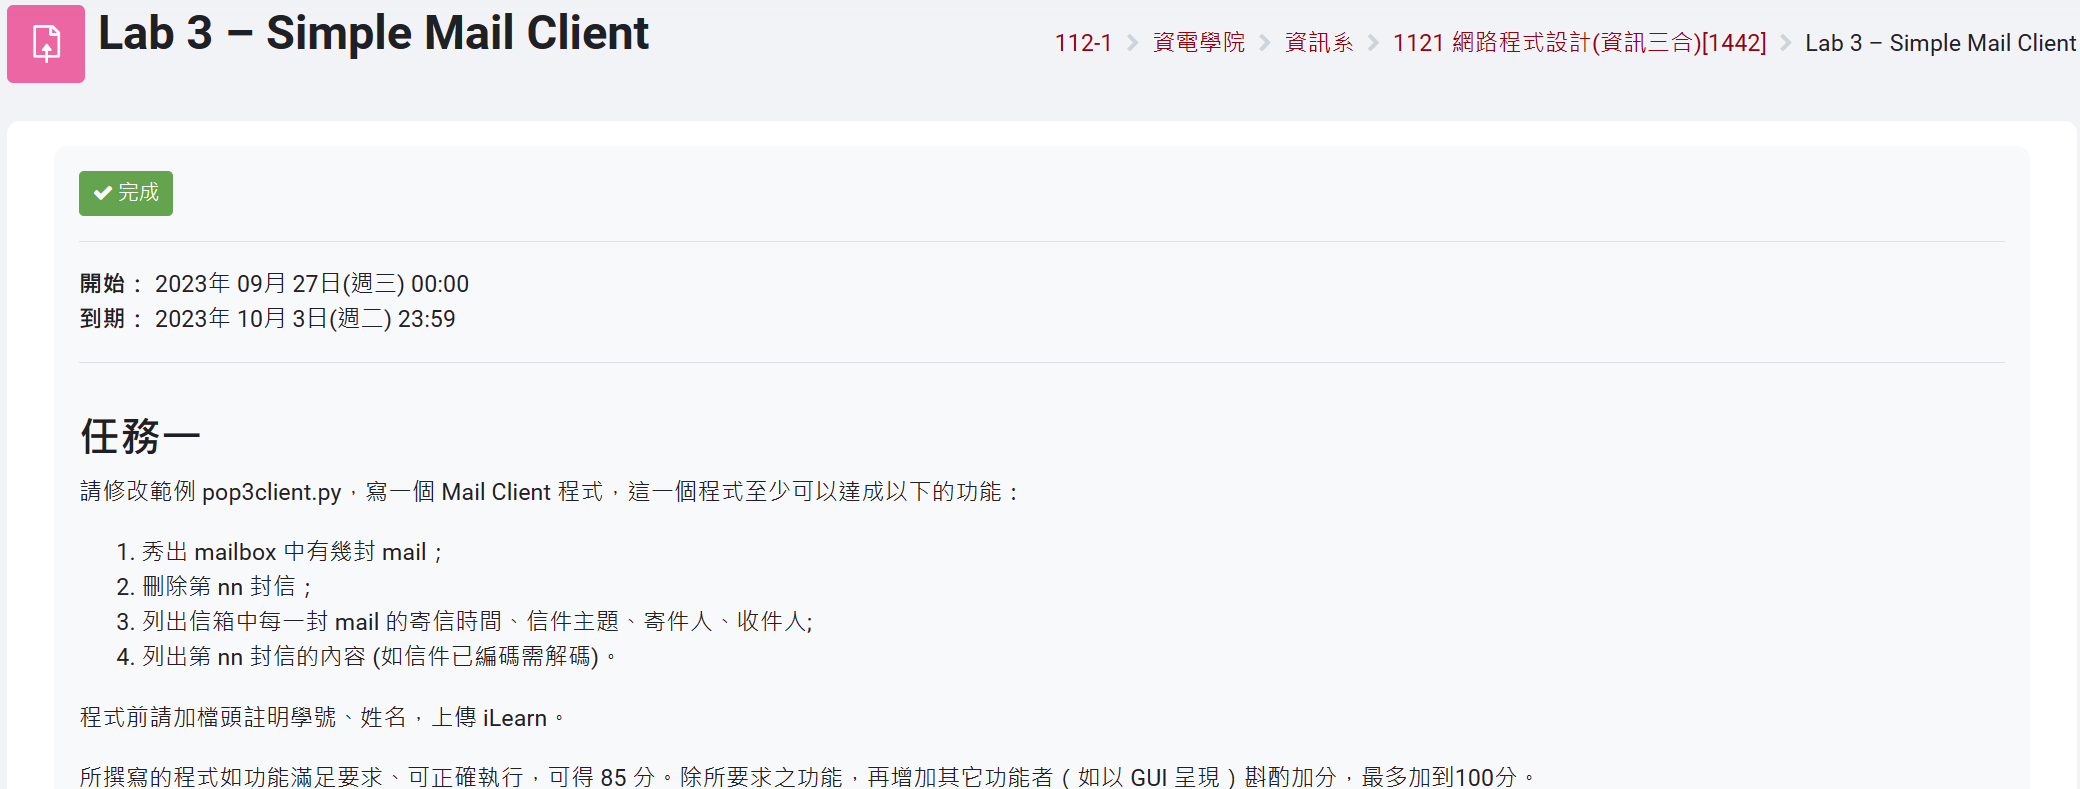 Lab 3 – Simple Mail Client
112-1 > 資電學院 > 資訊系 > 1121 網路程式設計(資訊三合)[1442] > Lab 3 – Simple Mail Client
✔ 完成
開始： 2023年 09月 27日(週三) 00:00
到期： 2023年 10月 3日(週二) 23:59
任務一
請修改範例 pop3client.py，寫一個 Mail Client 程式，這一個程式至少可以達成以下的功能：
1. 秀出 mailbox 中有幾封 mail；
2. 刪除第 nn 封信；
3. 列出信箱中每一封 mail 的寄信時間、信件主題、寄件人、收件人;
4. 列出第 nn 封信的內容 (如信件已編碼需解碼)。
程式前請加檔頭註明學號、姓名，上傳 iLearn。
所撰寫的程式如功能滿足要求、可正確執行，可得 85 分。除所要求之功能，再增加其它功能者（如以 GUI 呈現）斟酌加分，最多加到100分。